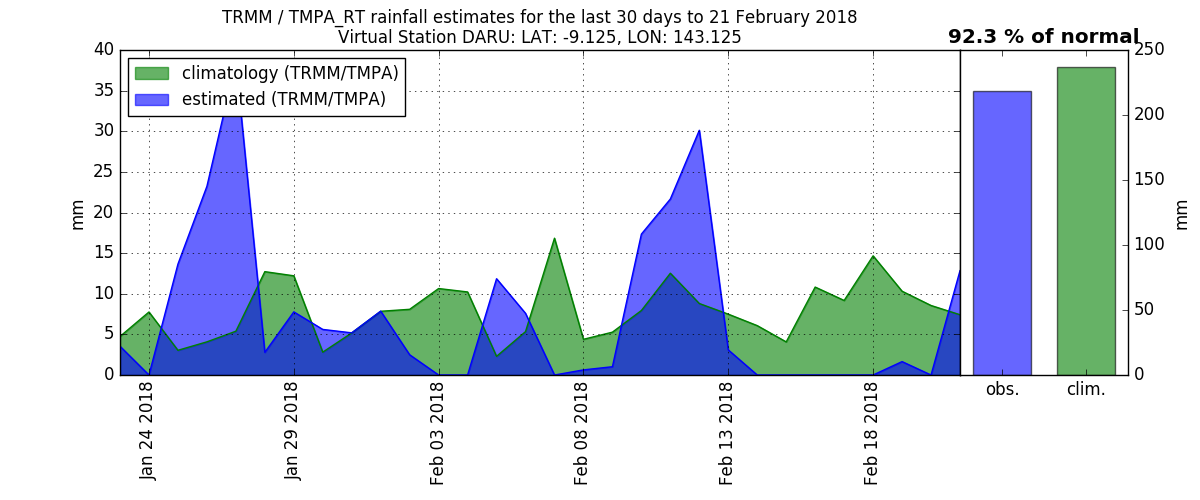 TRMM / TMPA_RT rainfall estimates for the last 30 days to 21 February 2018
Virtual Station DARU: LAT: -9.125, LON: 143.125
92.3 % of normal
climatology (TRMM/TMPA)
estimated (TRMM/TMPA)
40
35
30
25
20
15
10
5
0
mm
Jan 24 2018
Jan 29 2018
Feb 03 2018
Feb 08 2018
Feb 13 2018
Feb 18 2018
obs.
clim.
250
200
150
100
50
0
mm